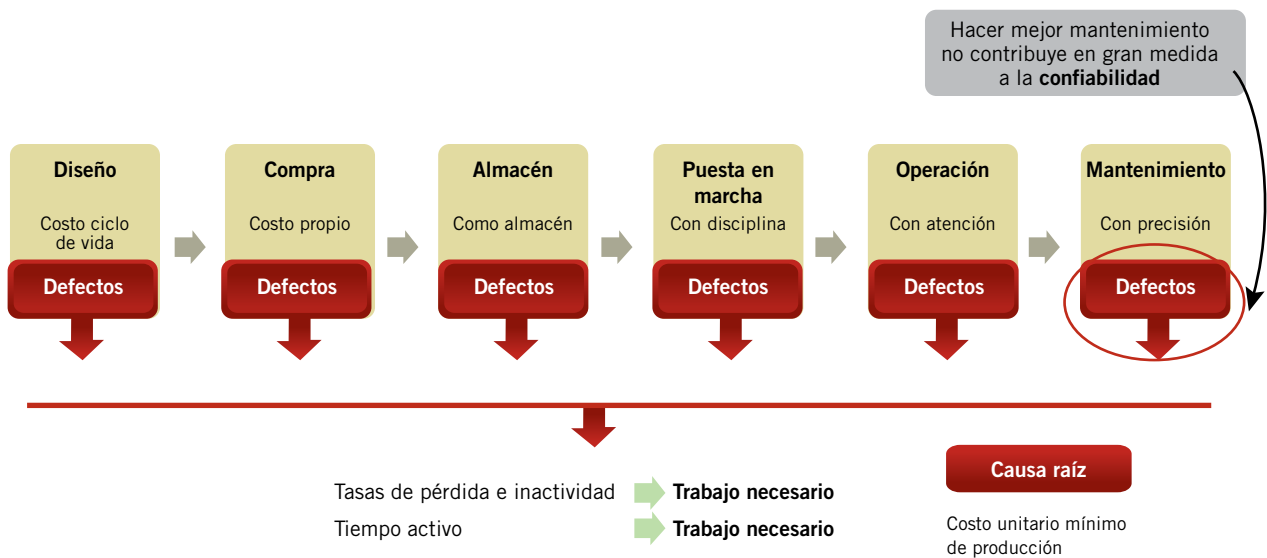 Hacer mejor mantenimiento
no contribuye en gran medida
a la confiabilidad
Diseño
Costo ciclo
de vida
Defectos
Compra
Costo propio
Defectos
Almacén
Como almacén
Defectos
Puesta en
marcha
Con disciplina
Defectos
Operación
Con atención
Defectos
Mantenimiento
Con precisión
Defectos
Tasas de pérdida e inactividad Trabajo necesario
Tiempo activo Trabajo necesario
Causa raíz
Costo unitario mínimo
de producción